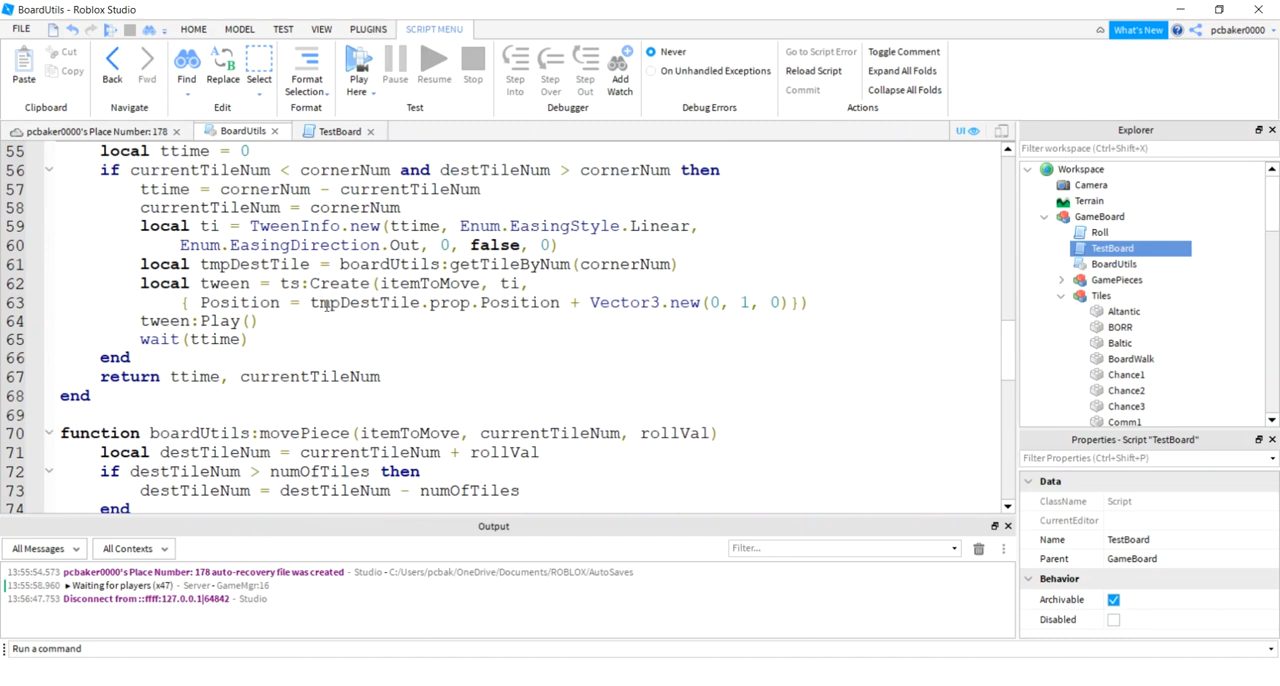 BoardUtils - Roblox Studio
FILE HOME MODEL TEST VIEW PLUGINS SCRIPT MENU What's New pcbaker0000
Paste Cut Copy Back Fwd Find Replace Select Format Selection Play Here Pause Resume Stop Step Into Step Over Step Out Add Watch
Never
On Unhandled Exceptions
Go to Script Error
Reload Script
Commit
Toggle Comment
Expand All Folds
Collapse All Folds
Clipboard Navigate Edit Format Test Debugger Debug Errors Actions
pcbaker0000's Place Number: 178 BoardUtils TestBoard UI
55 local ttime = 0
56 if currentTileNum < cornerNum and destTileNum > cornerNum then
57 ttime = cornerNum - currentTileNum
58 currentTileNum = cornerNum
59 local ti = TweenInfo.new(ttime, Enum.EasingStyle.Linear,
60 Enum.EasingDirection.Out, 0, false, 0)
61 local tmpDestTile = boardUtils:getTileByNum(cornerNum)
62 local tween = ts:Create(itemToMove, ti,
63 { Position = tmpDestTile.prop.Position + Vector3.new(0, 1, 0)})
64 tween:Play()
65 wait(ttime)
66 end
67 return ttime, currentTileNum
68 end
69
70 function boardUtils:movePiece(itemToMove, currentTileNum, rollVal)
71 local destTileNum = currentTileNum + rollVal
72 if destTileNum > numOfTiles then
73 destTileNum = destTileNum - numOfTiles
74 end
Explorer
Filter workspace (Ctrl+Shift+X)
Workspace
Camera
Terrain
GameBoard
Roll
TestBoard
BoardUtils
GamePieces
Tiles
Altantic
BORR
Baltic
BoardWalk
Chance1
Chance2
Chance3
Comm1
Properties - Script "TestBoard"
Filter Properties (Ctrl+Shift+P)
Data
ClassName Script
CurrentEditor
Name TestBoard
Parent GameBoard
Behavior
Archivable
Disabled
Output
All Messages All Contexts Filter...
13:55:54.573 pcbaker0000's Place Number: 178 auto-recovery file was created - Studio - C:/Users/pcbak/OneDrive/Documents/ROBLOX/AutoSaves
13:55:58.960 ▶ Waiting for players (x47) - Server - GameMgr:16
13:56:47.753 Disconnect from ::ffff:127.0.0.1|64842 - Studio
Run a command